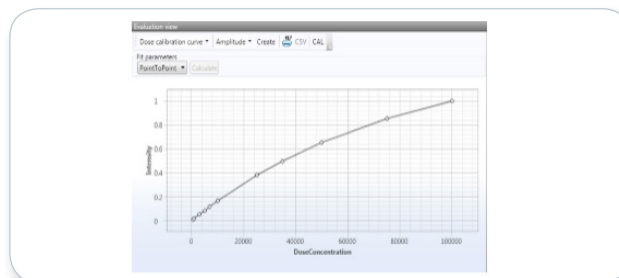 Evaluation view
Dose calibration curve Amplitude Create CSV CAL
Fit parameters
PointToPoint Calculate
1
0.8
0.6
0.4
0.2
0
Intensity
0 20000 40000 60000 80000 100000
DoseConcentration